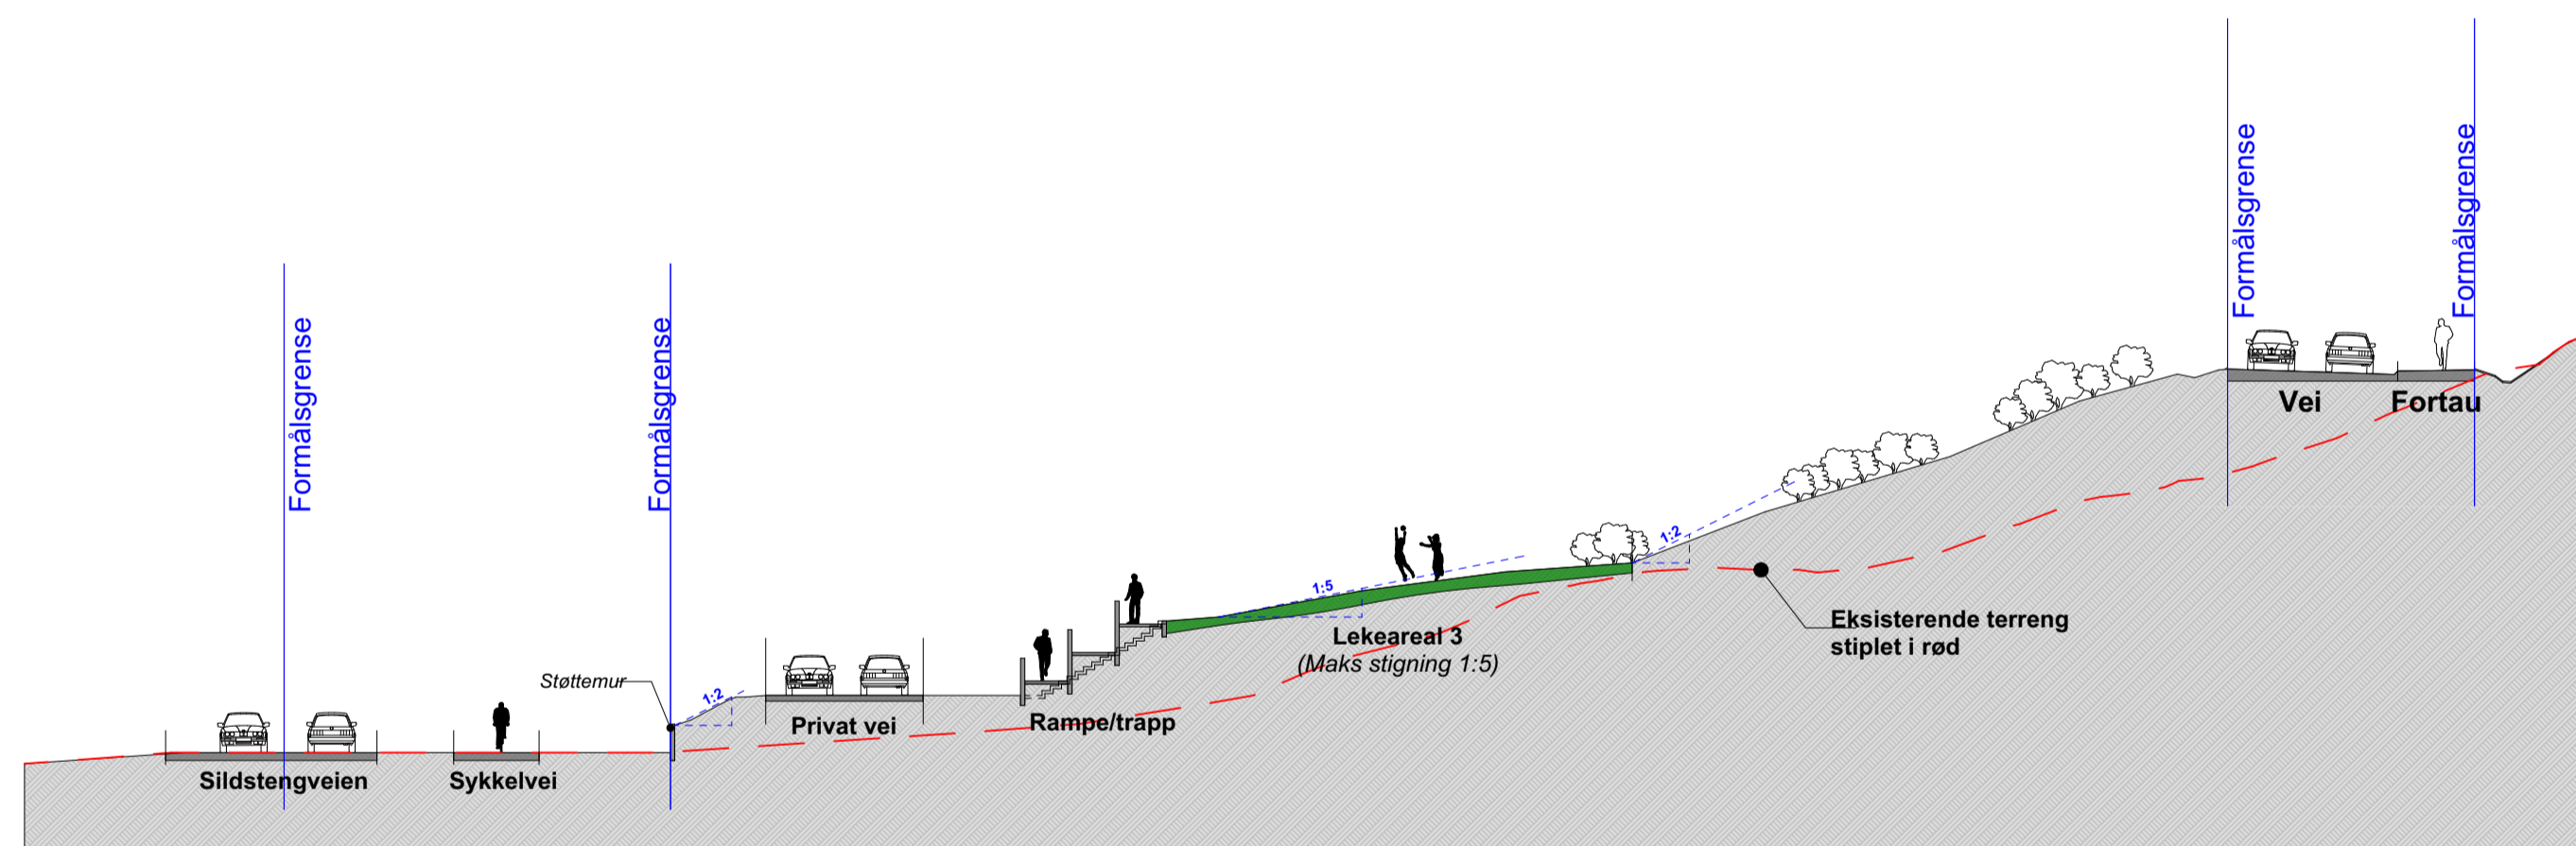 Formålsgrense
Formålsgrense
Formålsgrense
Formålsgrense
Vei
Fortau
1:2
1:5
Lekeareal 3
(Maks stigning 1:5)
Eksisterende terreng
stiplet i rød
Støttemur
1:2
Privat vei
Rampe/trapp
Sildstengveien
Sykkelvei